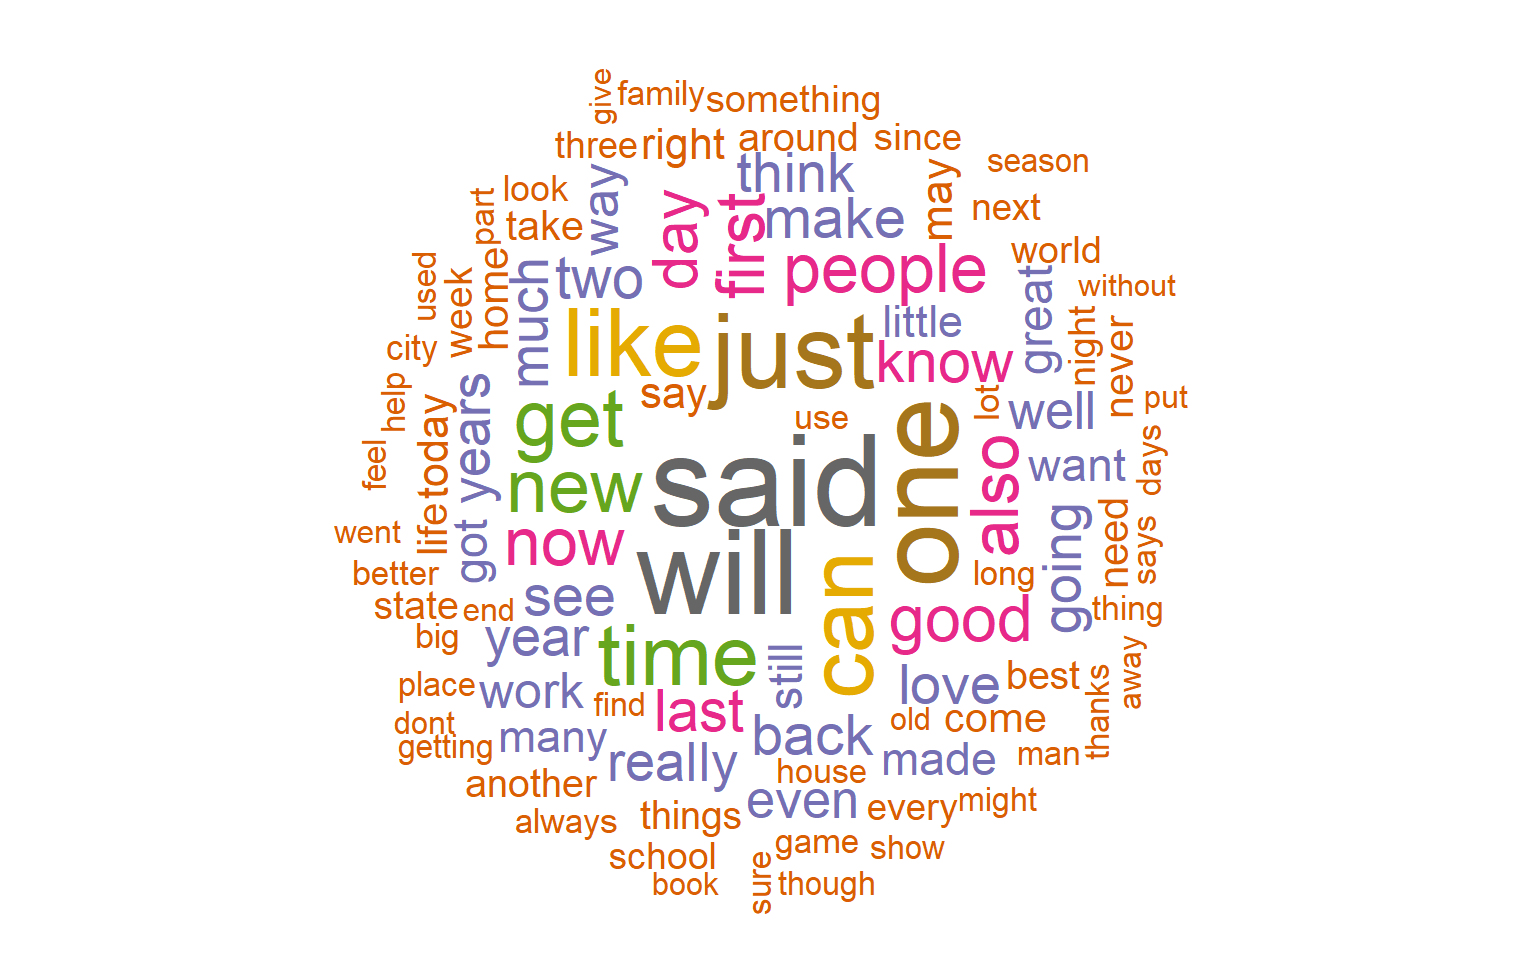 give
family
something
three
right
around
since
season
look
way
think
may
part
take
day
first
make
next
used
week
home
much
two
people
world
great
without
city
like
just
little
know
night
never
help
today
years
get
say
use
lot
well
put
feel
new
said
one
also
want
days
went
life
got
now
will
can
long
going
need
says
better
state
end
see
good
thing
big
year
time
still
love
best
thanks
away
place
work
find
last
old
come
dont
getting
many
really
back
house
made
man
another
even
every
might
always
things
game
show
school
book
sure
though